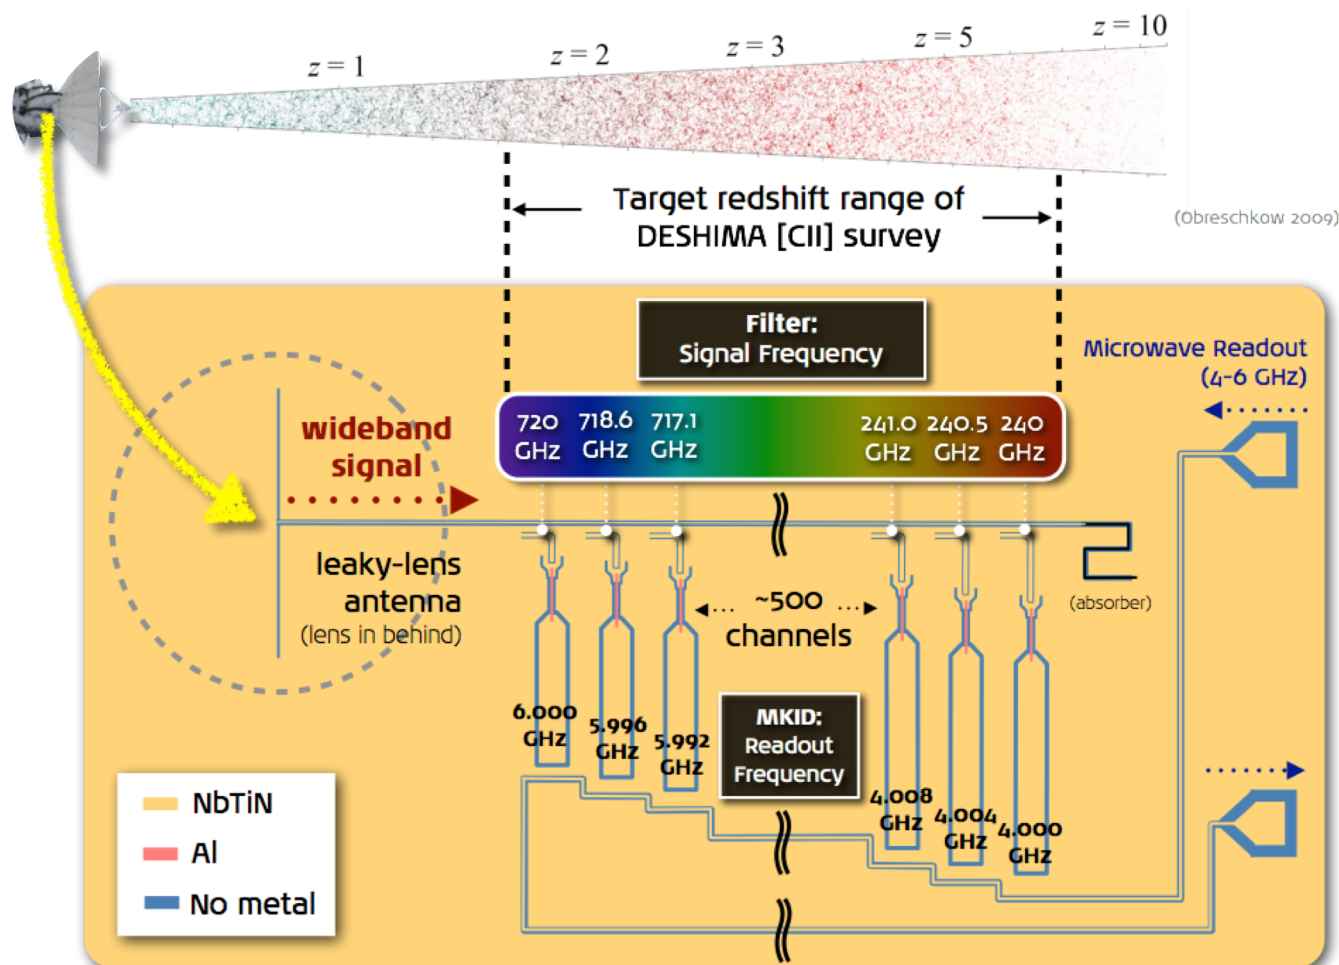 z = 1
z = 2
z = 3
z = 5
z = 10
Target redshift range of
DESHIMA [CII] survey
(Obreschkow 2009)
Filter:
Signal Frequency
Microwave Readout
(4-6 GHz)
720
GHz
718.6
GHz
717.1
GHz
241.0
GHz
240.5
GHz
240
GHz
wideband
signal
leaky-lens
antenna
(lens in behind)
~500
channels
(absorber)
6.000
GHz
5.996
GHz
5.992
GHz
MKID:
Readout
Frequency
4.008
GHz
4.004
GHz
4.000
GHz
NbTiN
Al
No metal